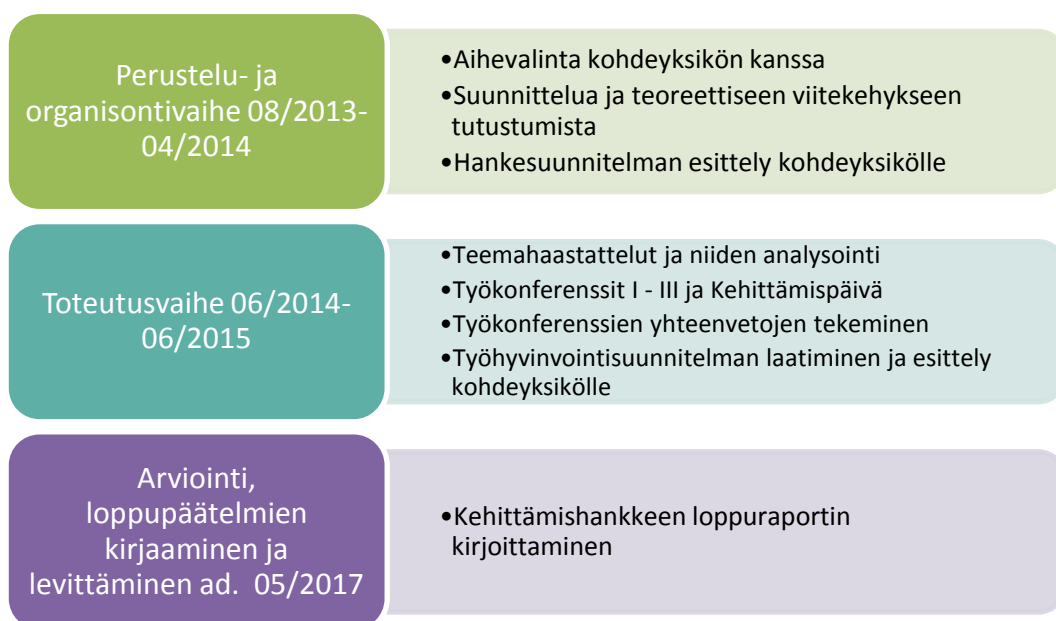 Perustelu- ja
organisontivaihe 08/2013-
04/2014
•Aihevalinta kohdeyksikön kanssa
•Suunnittelua ja teoreettiseen viitekehykseen
tutustumista
•Hankesuunnitelman esittely kohdeyksikölle
Toteutusvaihe 06/2014-
06/2015
•Teemahaastattelut ja niiden analysointi
•Työkonferenssit I - III ja Kehittämispäivä
•Työkonferenssien yhteenvetojen tekeminen
•Työhyvinvointisuunnitelman laatiminen ja esittely
kohdeyksikölle
Arviointi,
loppupäätelmien
kirjaaminen ja
levittäminen ad. 05/2017
•Kehittämishankkeen loppuraportin
kirjoittaminen